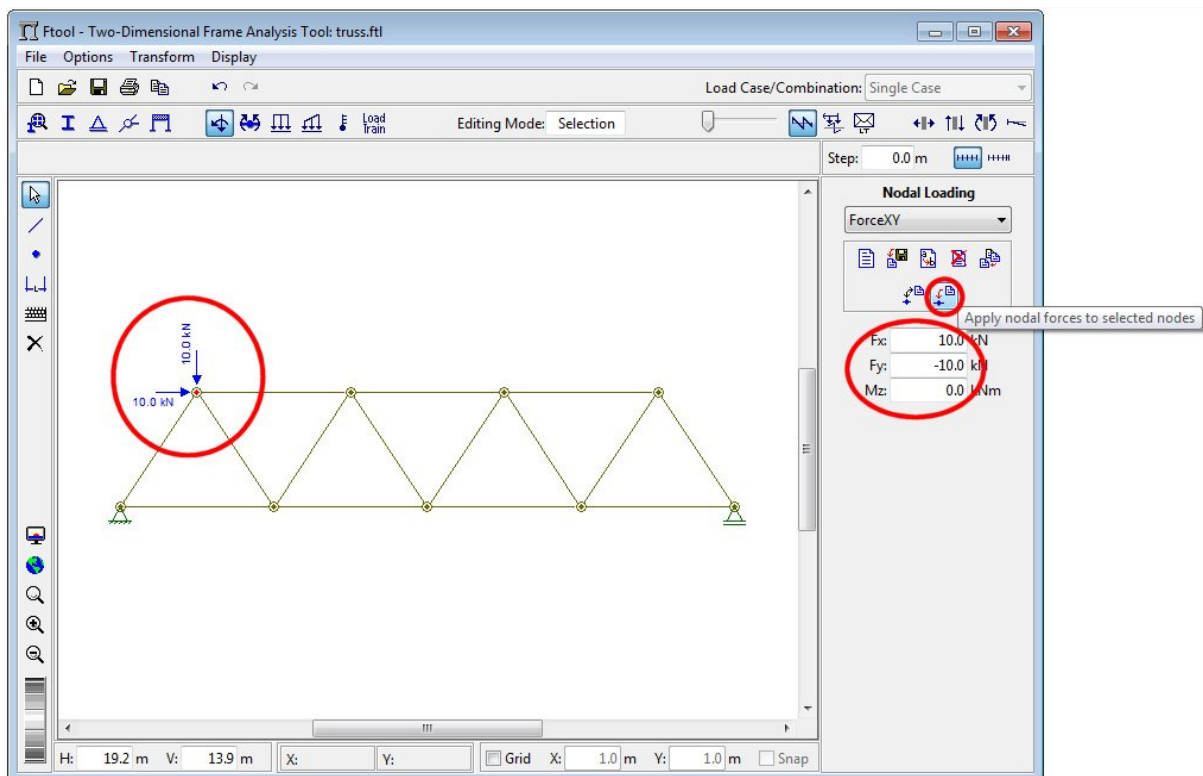 Ftool - Two-Dimensional Frame Analysis Tool: truss.ftl
File Options Transform Display
Load Case/Combination: Single Case
Load Train
Editing Mode: Selection
LT
Step: 0.0 m
Nodal Loading
ForceXY
L
a
b
Apply nodal forces to selected nodes
Fx: 10.0 kN
Fy: -10.0 kN
Mz: 0.0 kNm
10.0 kN
10.0 kN
H: 19.2 m V: 13.9 m X: Y: Grid X: 1.0 m Y: 1.0 m Snap